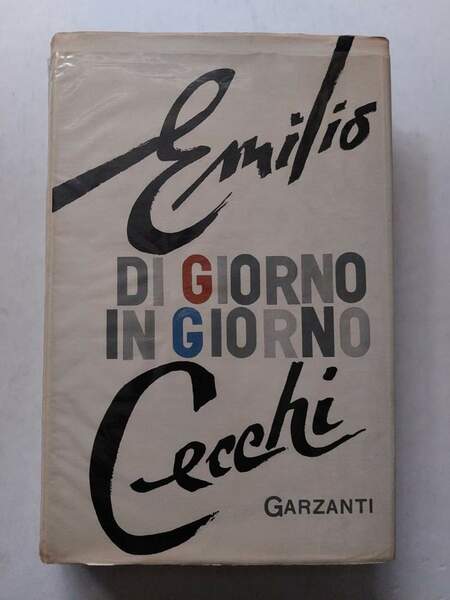 Emilio
DI GIORNO
IN GIORNO
Cecchi
GARZANTI